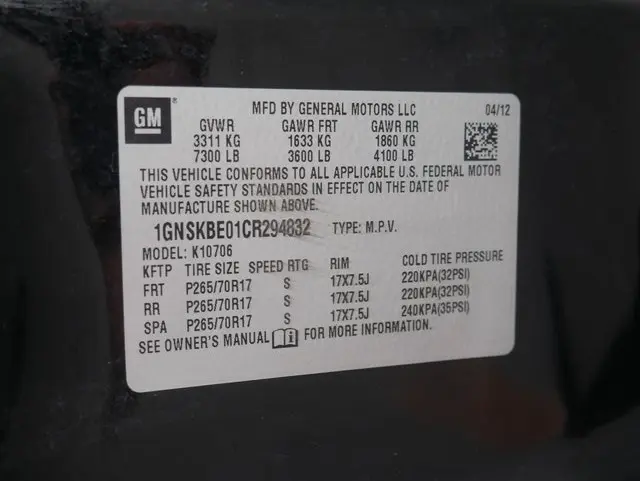 GM ®
MFD BY GENERAL MOTORS LLC 04/12
GVWR GAWR FRT GAWR RR
3311 KG 1633 KG 1860 KG
7300 LB 3600 LB 4100 LB
THIS VEHICLE CONFORMS TO ALL APPLICABLE U.S. FEDERAL MOTOR
VEHICLE SAFETY STANDARDS IN EFFECT ON THE DATE OF
MANUFACTURE SHOWN ABOVE.
1GNSKBE01CR294832 TYPE: M.P.V.
MODEL: K10706
KFTP TIRE SIZE SPEED RTG RIM COLD TIRE PRESSURE
FRT P265/70R17 S 17X7.5J 220KPA(32PSI)
RR P265/70R17 S 17X7.5J 220KPA(32PSI)
SPA P265/70R17 S 17X7.5J 240KPA(35PSI)
SEE OWNER'S MANUAL i FOR MORE INFORMATION.